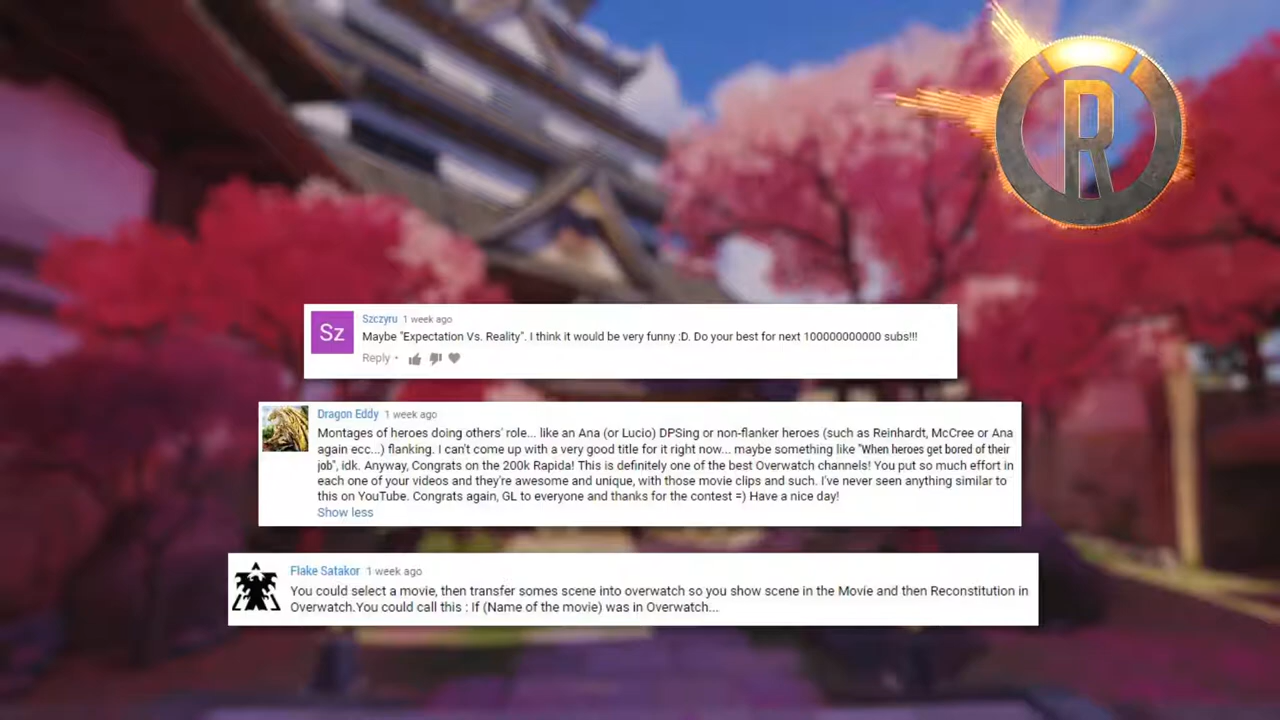 R
Sz
Szczyru 1 week ago
Maybe "Expectation Vs. Reality". I think it would be very funny :D. Do your best for next 100000000000 subs!!!
Reply •
Dragon Eddy 1 week ago
Montages of heroes doing others' role... like an Ana (or Lucio) DPSing or non-flanker heroes (such as Reinhardt, McCree or Ana
again ecc...) flanking. I can't come up with a very good title for it right now... maybe something like "When heroes get bored of their
job", idk. Anyway, Congrats on the 200k Rapida! This is definitely one of the best Overwatch channels! You put so much effort in
each one of your videos and they're awesome and unique, with those movie clips and such. I've never seen anything similar to
this on YouTube. Congrats again, GL to everyone and thanks for the contest =) Have a nice day!
Show less
Flake Satakor 1 week ago
You could select a movie, then transfer somes scene into overwatch so you show scene in the Movie and then Reconstitution in
Overwatch.You could call this : If (Name of the movie) was in Overwatch...